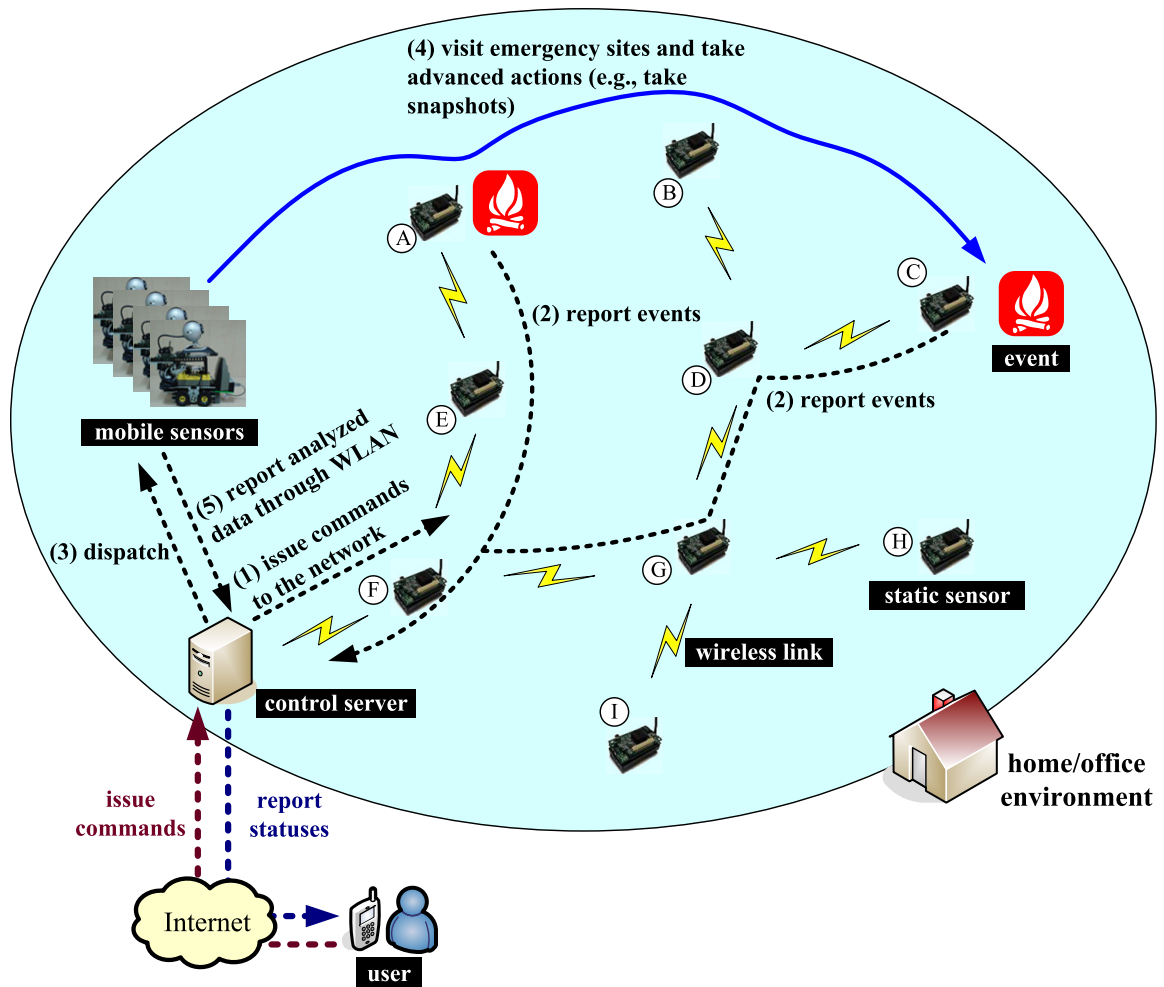 (4) visit emergency sites and take
advanced actions (e.g., take
snapshots)
B
A
C
(2) report events
event
D
(2) report events
E
mobile sensors
(5) report analyzed
data through WLAN
(1) issue commands
to the network
(3) dispatch
F
G
H
static sensor
wireless link
control server
I
home/office
environment
issue
commands
report
statuses
Internet
user